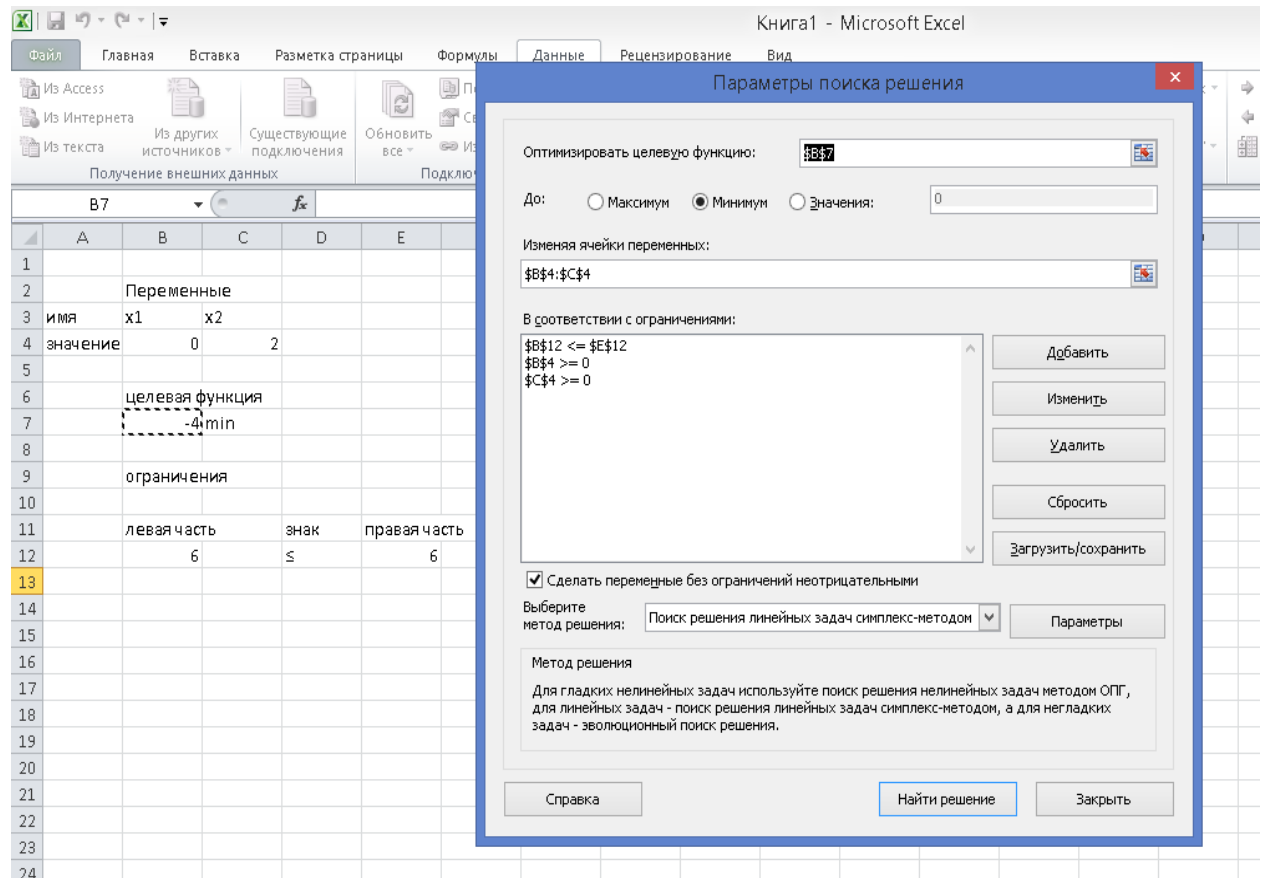 Книга1 - Microsoft Excel
Файл Главная Вставка Разметка страницы Формулы Данные Рецензирование Вид
Из Access
Из Интернета
Из текста
Из других источников
Существующие подключения
Получение внешних данных
Обновить все
B7 fx
A B C D E
1
2 Переменные
3 имя x1 x2
4 значение 0 2
5
6 целевая функция
7 -4 min
8
9 ограничения
10
11 левая часть знак правая часть
12 6 ≤ 6
13
14
15
16
17
18
19
20
21
22
23
24
Параметры поиска решения
Оптимизировать целевую функцию: $B$7
До: Максимум Минимум Значения: 0
Изменяя ячейки переменных:
$B$4:$C$4
В соответствии с ограничениями:
$B$12 <= $E$12
$B$4 >= 0
$C$4 >= 0
Добавить
Изменить
Удалить
Сбросить
Загрузить/сохранить
Сделать переменные без ограничений неотрицательными
Выберите
метод решения:
Поиск решения линейных задач симплекс-методом
Параметры
Метод решения
Для гладких нелинейных задач используйте поиск решения нелинейных задач методом ОПГ,
для линейных задач - поиск решения линейных задач симплекс-методом, а для негладких
задач - эволюционный поиск решения.
Справка Найти решение Закрыть